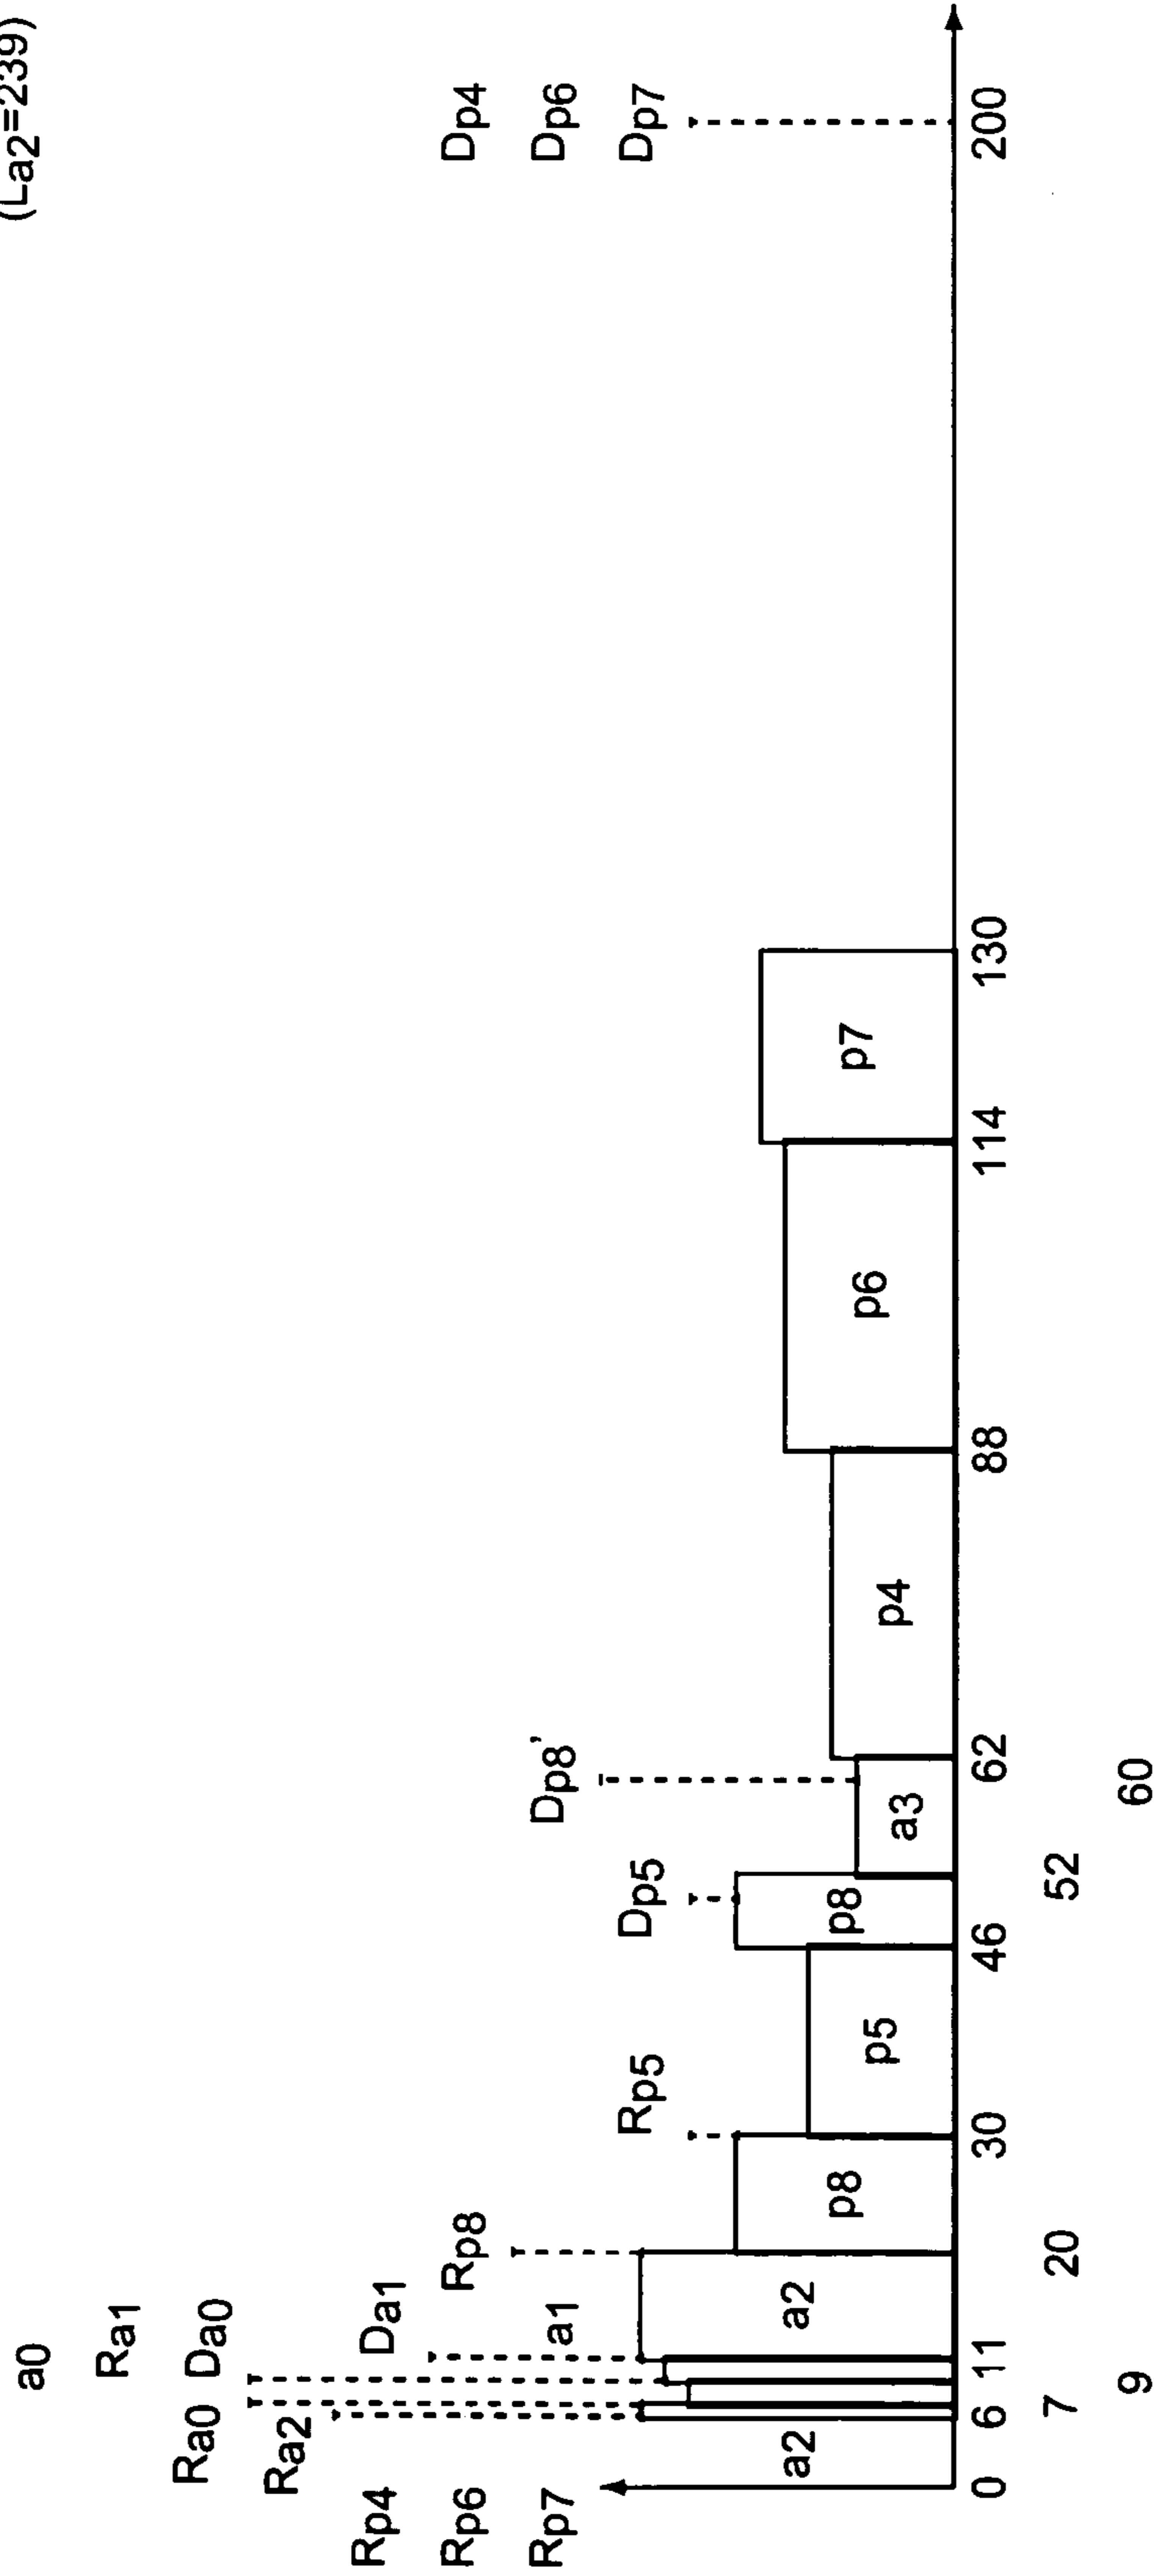 (La2=239)
a0
Ra1
Ra0 Da0
Ra2
Rp4 Da1 Rp8 Dp4
Rp6 Dp6
Rp7 a1 Rp5 Dp5 Dp8' Dp7
a2 a2 p8 p5 p8 a3 p4 p6 p7
0 6 11 30 46 62 88 114 130 200
7 20 52
9 60